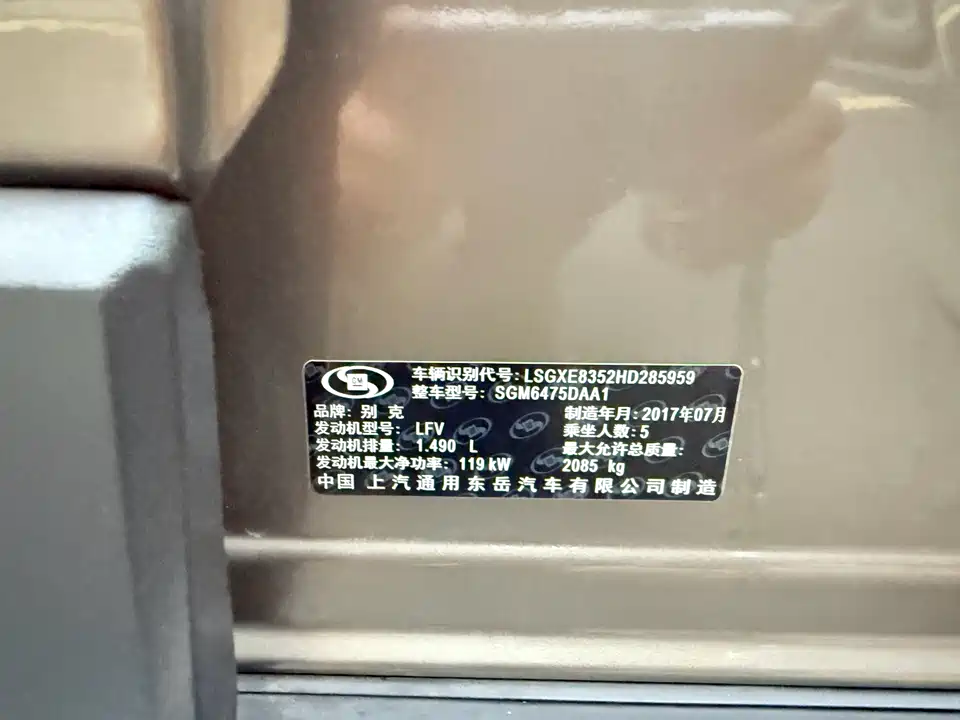 GM
车辆识别代号: LSGXE8352HD285959
整车型号: SGM6475DAA1
品牌: 别 克 制造年月: 2017年07月
发动机型号: LFV 乘坐人数: 5
发动机排量: 1.490 L 最大允许总质量:
发动机最大净功率: 119 kW 2085 kg
中国 上汽通用东岳汽车有限公司制造